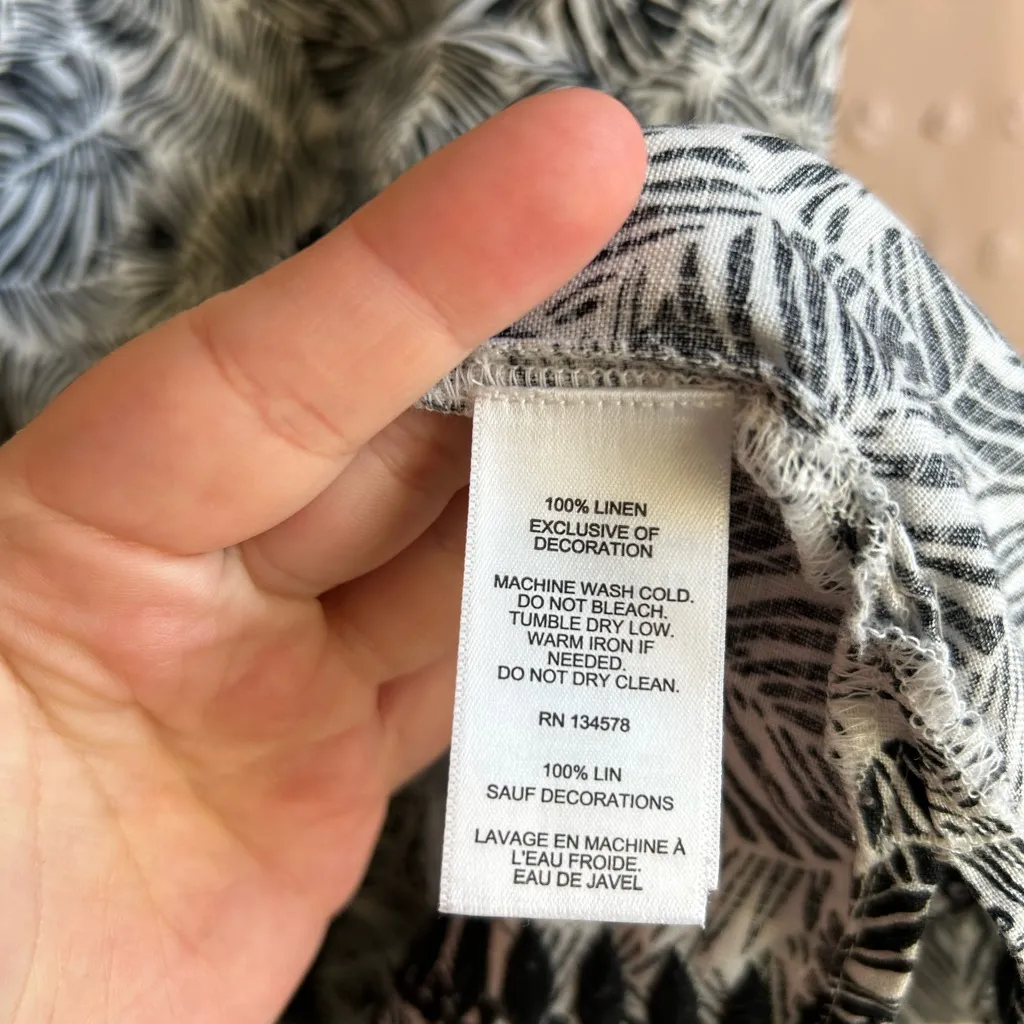 100% LINEN
EXCLUSIVE OF
DECORATION
MACHINE WASH COLD.
DO NOT BLEACH.
TUMBLE DRY LOW.
WARM IRON IF
NEEDED.
DO NOT DRY CLEAN.
RN 134578
100% LIN
SAUF DECORATIONS
LAVAGE EN MACHINE À
L'EAU FROIDE.
EAU DE JAVEL